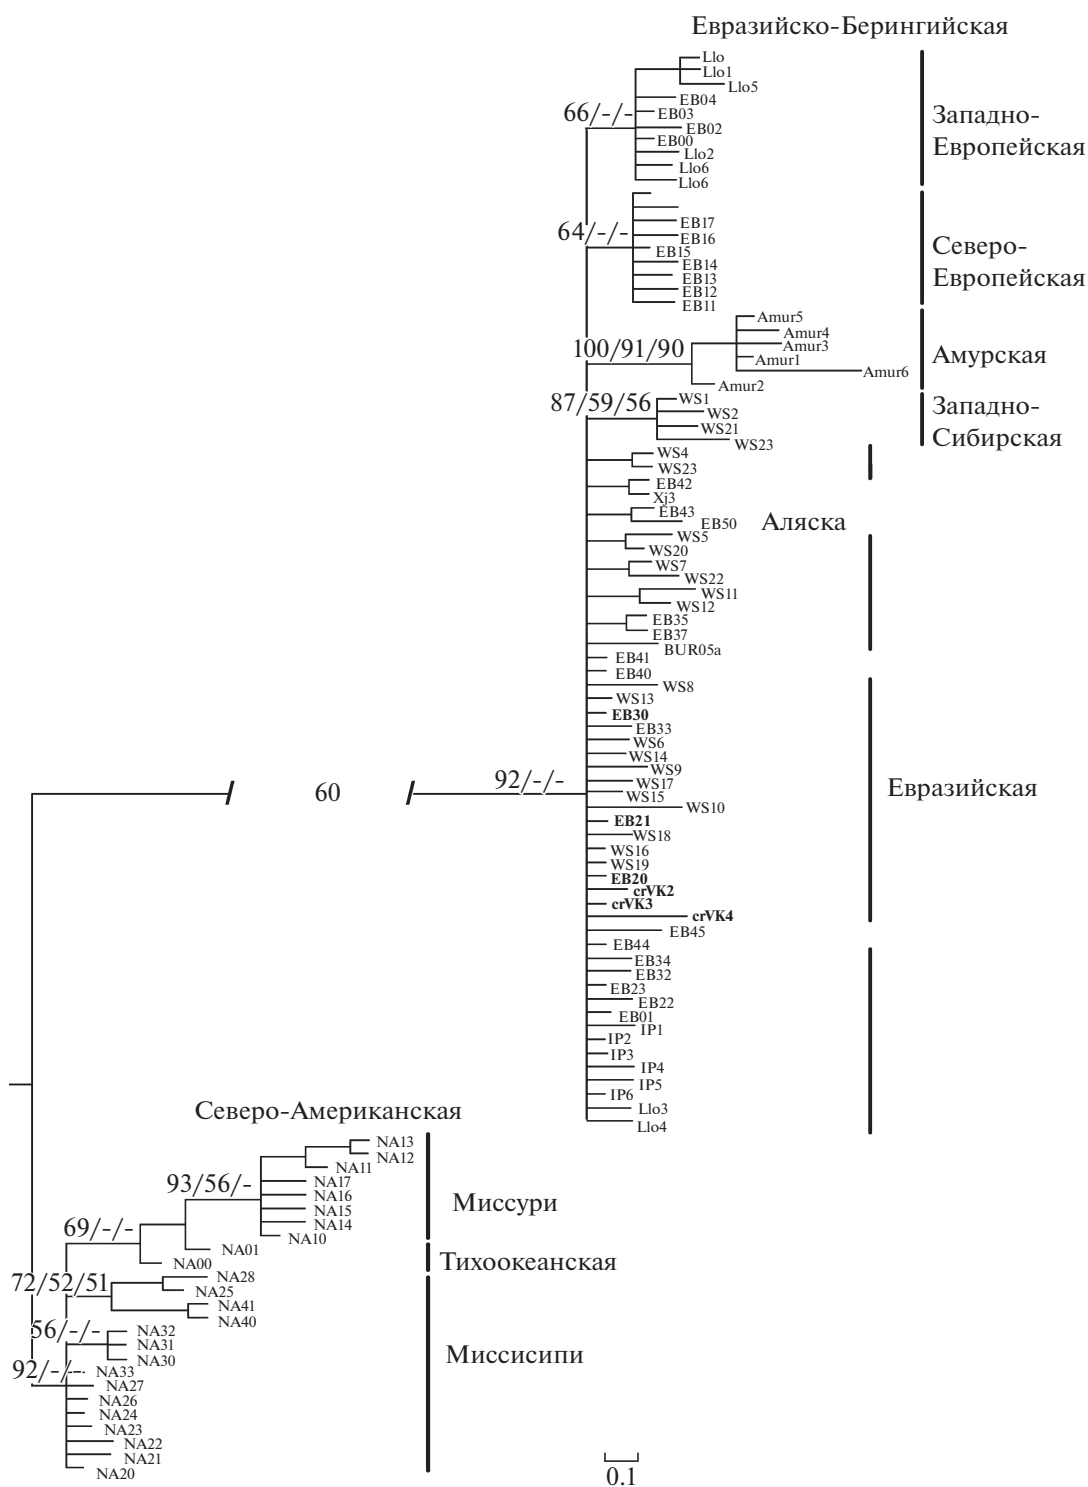 Евразийско-Берингийская
Llo
Llo1
Llo5
EB04
66/-/-
EB03
EB02
EB00
Llo2
Llo6
Llo6
Западно-
Европейская
64/-/-
EB17
EB16
EB15
EB14
EB13
EB12
EB11
Северо-
Европейская
Amur5
Amur4
100/91/90
Amur3
Amur1
Amur6
Amur2
Амурская
87/59/56
WS1
WS2
WS21
WS23
Западно-
Сибирская
WS4
WS23
EB42
Xj3
EB43
EB50
Аляска
WS5
WS20
WS7
WS22
WS11
WS12
EB35
EB37
BUR05a
EB41
EB40
WS8
WS13
EB30
EB33
WS6
WS14
WS9
WS17
WS15
60
92/-/-
Евразийская
WS10
EB21
WS18
WS16
WS19
EB20
crVK2
crVK3
crVK4
EB45
EB44
EB34
EB32
EB23
EB22
EB01
IP1
IP2
IP3
IP4
IP5
IP6
Llo3
Llo4
Северо-Американская
NA13
NA12
NA11
93/56/-
NA17
NA16
NA15
NA14
NA10
Миссури
69/-/-
NA01
NA00
Тихоокеанская
72/52/51
NA28
NA25
NA41
NA40
56/-/-
NA32
NA31
NA30
Миссисипи
92/-/-
NA33
NA27
NA26
NA24
NA23
NA22
NA21
NA20
0.1